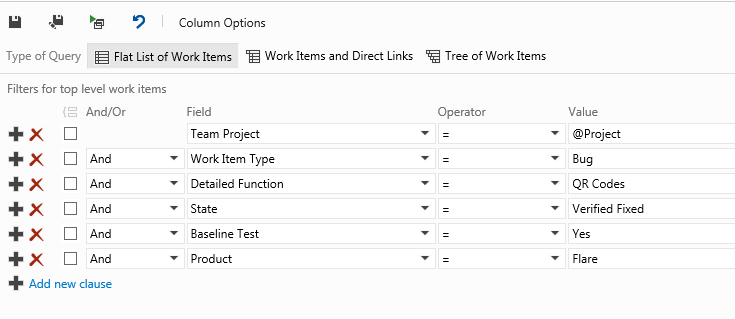 Column Options
Type of Query Flat List of Work Items Work Items and Direct Links Tree of Work Items
Filters for top level work items
And/Or Field Operator Value
Team Project = @Project
And Work Item Type = Bug
And Detailed Function = QR Codes
And State = Verified Fixed
And Baseline Test = Yes
And Product = Flare
Add new clause